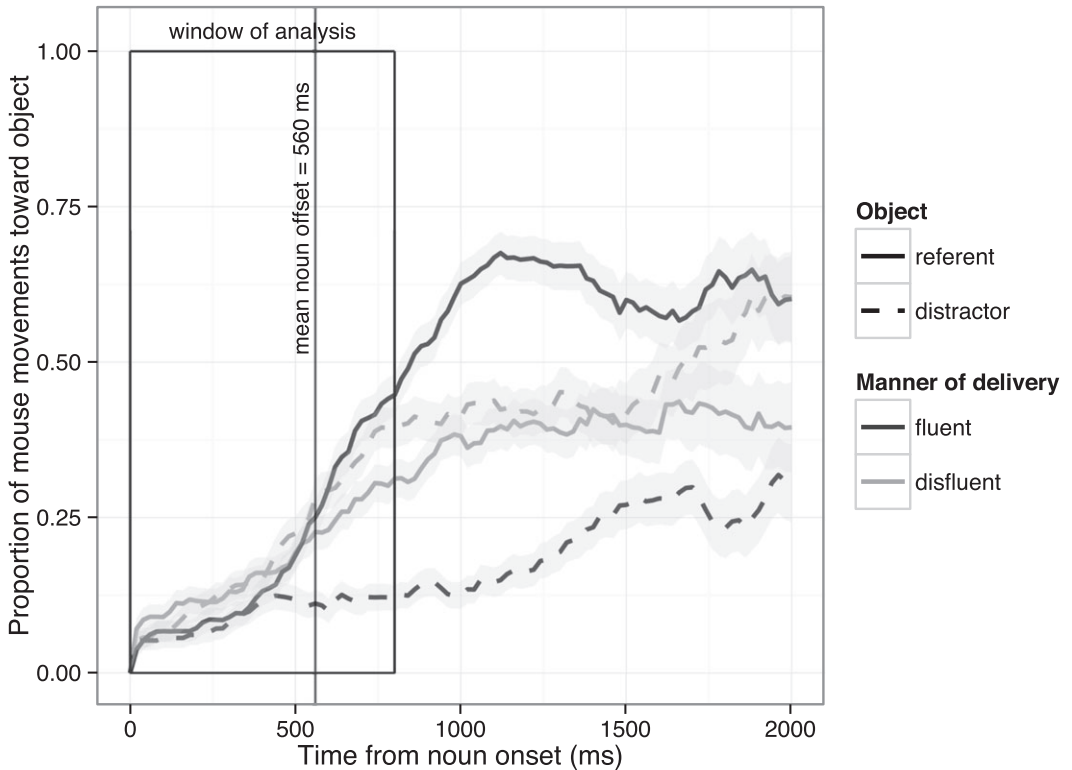 window of analysis
mean noun offset = 560 ms
Proportion of mouse movements toward object
1.00
0.75
0.50
0.25
0.00
0
500
1000
1500
2000
Time from noun onset (ms)
Object
referent
distractor
Manner of delivery
fluent
disfluent